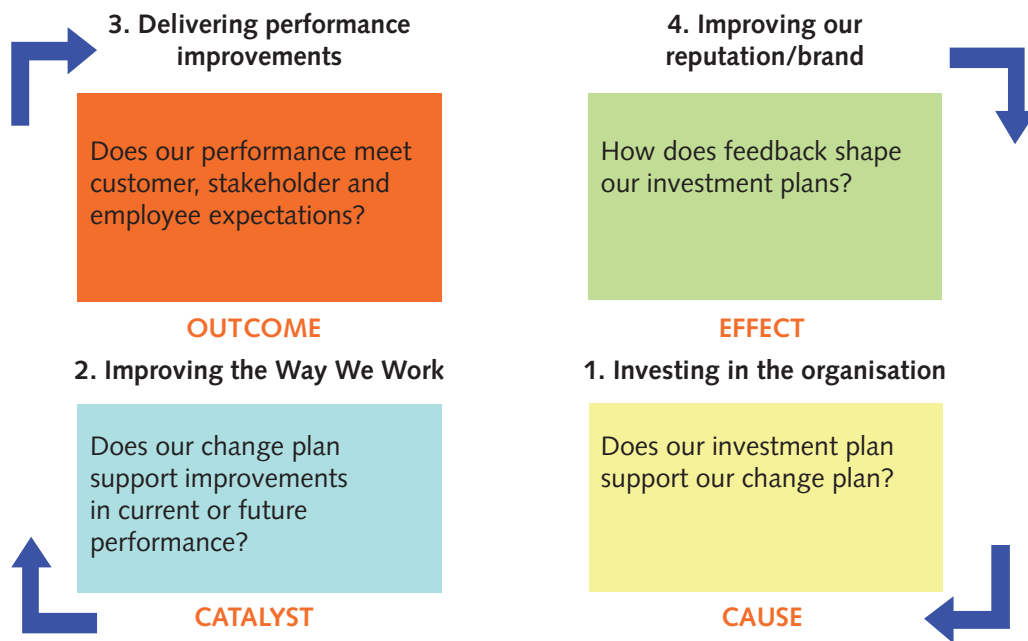 3. Delivering performance
improvements
Does our performance meet
customer, stakeholder and
employee expectations?
OUTCOME
4. Improving our
reputation/brand
How does feedback shape
our investment plans?
EFFECT
2. Improving the Way We Work
Does our change plan
support improvements
in current or future
performance?
CATALYST
1. Investing in the organisation
Does our investment plan
support our change plan?
CAUSE